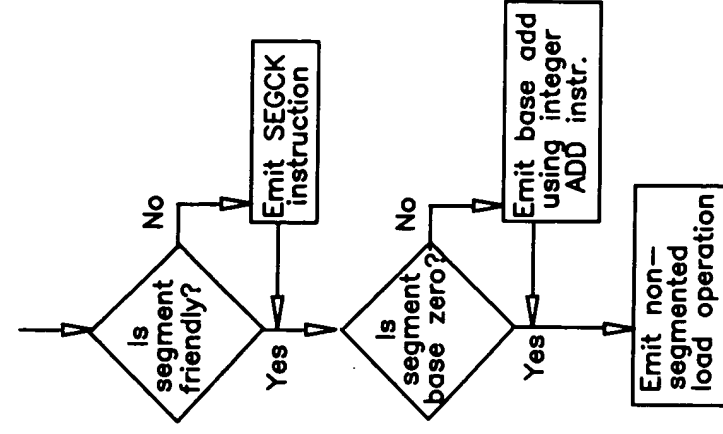 Is
segment
friendly?
No
Emit SEGCK
instruction
Yes
Is
segment
base zero?
No
Emit base add
using integer
ADD instr.
Yes
Emit non-
segmented
load operation